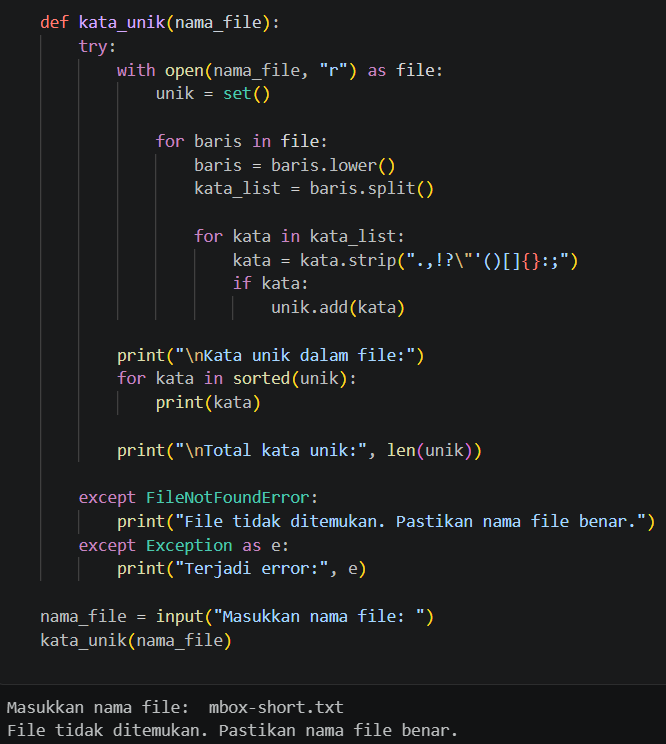 def kata_unik(nama_file):
    try:
        with open(nama_file, "r") as file:
            unik = set()
            for baris in file:
                baris = baris.lower()
                kata_list = baris.split()
                for kata in kata_list:
                    kata = kata.strip(".,!?\"'()[]{}:;")
                    if kata:
                        unik.add(kata)
        print("\nKata unik dalam file:")
        for kata in sorted(unik):
            print(kata)
        print("\nTotal kata unik:", len(unik))
    except FileNotFoundError:
        print("File tidak ditemukan. Pastikan nama file benar.")
    except Exception as e:
        print("Terjadi error:", e)
nama_file = input("Masukkan nama file: ")
kata_unik(nama_file)
Masukkan nama file:  mbox-short.txt
File tidak ditemukan. Pastikan nama file benar.